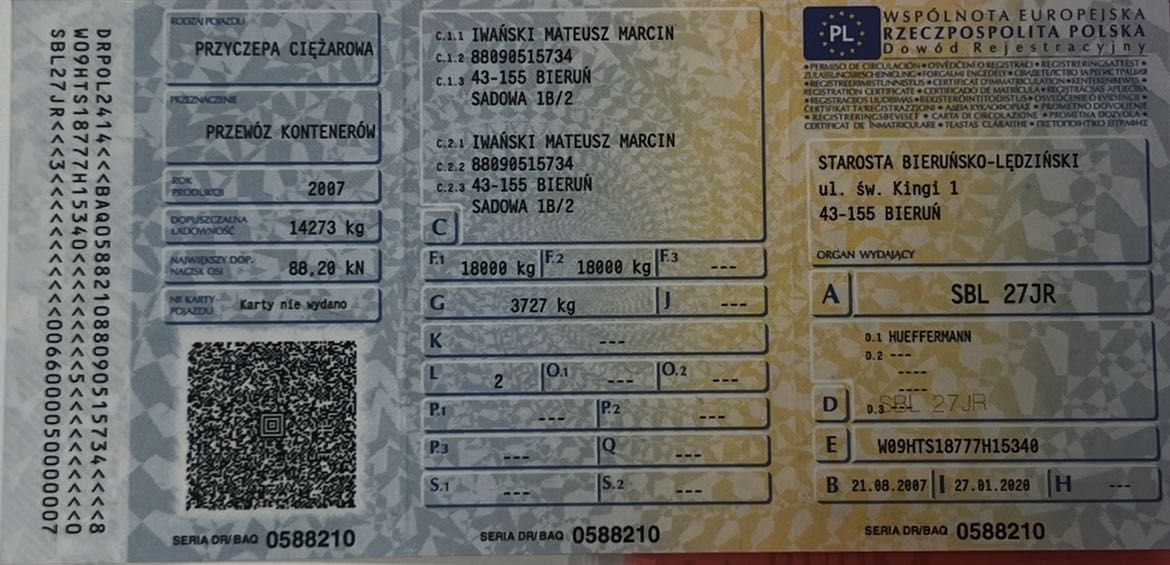 DRPOL2414<<<BAQ0588210880905157 34<<<<8
W09HTS18777H15340<<<<<<<5<<5<<<<<<<0
SBL27JR<<<3<<<<<<<<<<<<<006000050000007
RODZAJ POJAZDU
PRZYCZEPA CIĘŻAROWA
PRZEZNACZENIE
PRZEWÓZ KONTENERÓW
ROK PRODUKCJI 2007
DOPUSZCZALNA ŁADOWNOŚĆ 14273 kg
NAJWIĘKSZY DOP. NACISK OSI 88,20 kN
NR KARTY POJAZDU Karty nie wydano
SERIA DR/BAQ 0588210
C.1.1 IWAŃSKI MATEUSZ MARCIN
C.1.2 88090515734
C.1.3 43-155 BIERUŃ
SADOWA 1B/2
C.2.1 IWAŃSKI MATEUSZ MARCIN
C.2.2 88090515734
C.2.3 43-155 BIERUŃ
SADOWA 1B/2
C
F.1 18000 kg F.2 18000 kg F.3 ---
G 3727 kg J ---
K ---
L 2 O.1 --- O.2 ---
P.1 --- P.2 ---
P.3 --- Q
S.1 --- S.2 ---
SERIA DR/BAQ 0588210
PL
WSPÓLNOTA EUROPEJSKA
RZECZPOSPOLITA POLSKA
Dowód Rejestracyjny
STAROSTA BIERUŃSKO-LĘDZIŃSKI
ul. św. Kingi 1
43-155 BIERUŃ
ORGAN WYDAJĄCY
A SBL 27JR
D.1 HUEFFERMANN
D.2 ---
----
----
D D.3 SBL 27JR
E W09HTS18777H15340
B 21.08.2007 I 27.01.2020 H ---
SERIA DR/BAQ 0588210